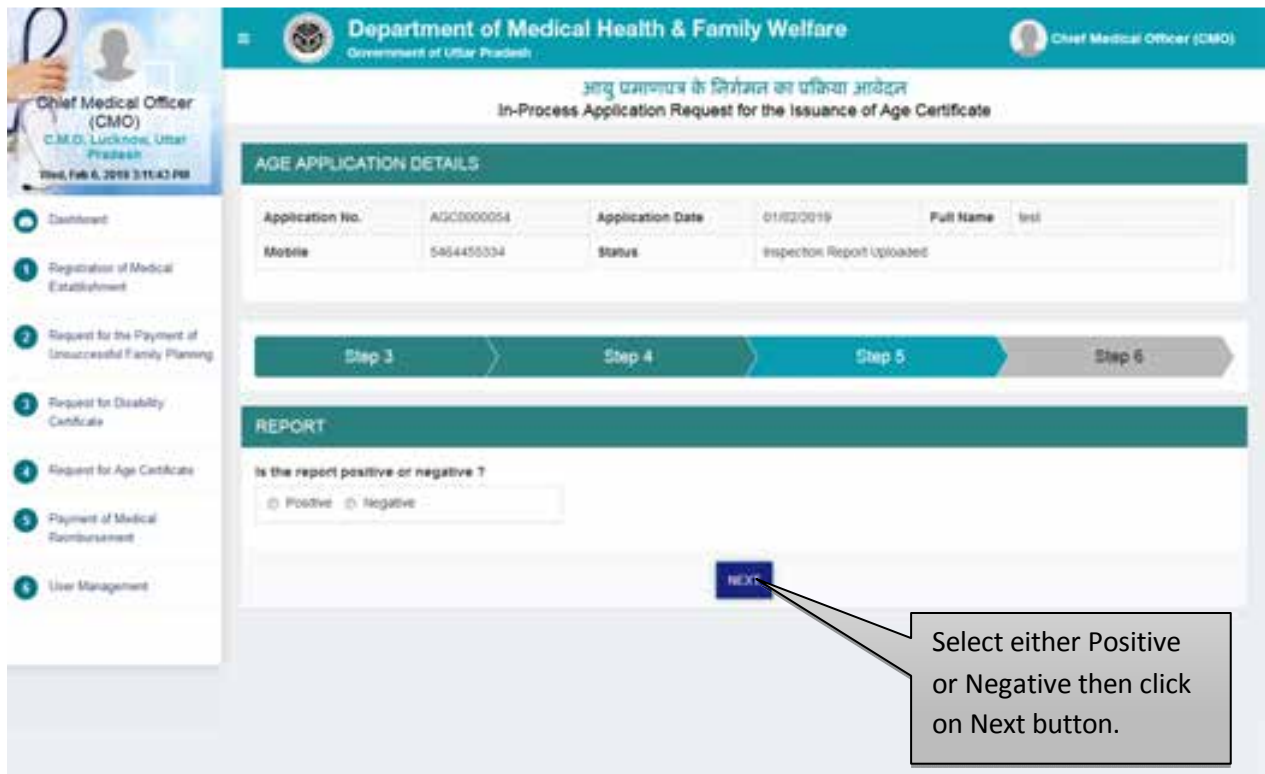 Department of Medical Health & Family Welfare
Government of Uttar Pradesh
Chief Medical Officer (CMO)
Chief Medical Officer
(CMO)
C.M.O, Lucknow, Uttar
Pradesh
Wed, Feb 6, 2019 3:11:43 PM
आयु प्रमाणपत्र के निर्गमन का प्रक्रिया आवेदन
In-Process Application Request for the Issuance of Age Certificate
Dashboard
1 Registration of Medical
Establishment
2 Request for the Payment of
Unsuccessful Family Planning
3 Request for Disability
Certificate
4 Request for Age Certificate
5 Payment of Medical
Reimbursement
6 User Management
AGE APPLICATION DETAILS
Application No. AGC0000054 Application Date 01/02/2019 Full Name test
Mobile 5464455334 Status Inspection Report Uploaded
Step 3 Step 4 Step 5 Step 6
REPORT
Is the report positive or negative ?
Positive Negative
NEXT
Select either Positive
or Negative then click
on Next button.